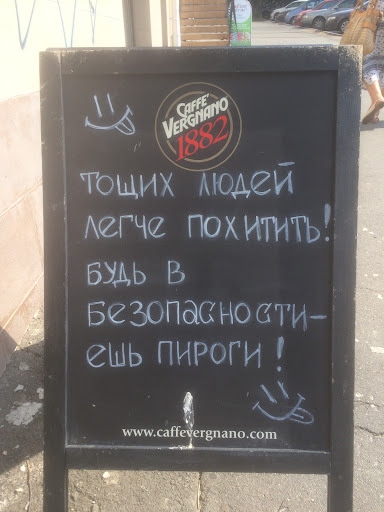 CAFFÈ
VERGNANO
1882
ТОЩИХ ЛЮДЕЙ
ЛЕГЧЕ ПОХИТИТЬ!
БУДЬ В
БЕЗОПАСНОСТИ-
ЕШЬ ПИРОГИ!
www.caffevergnano.com